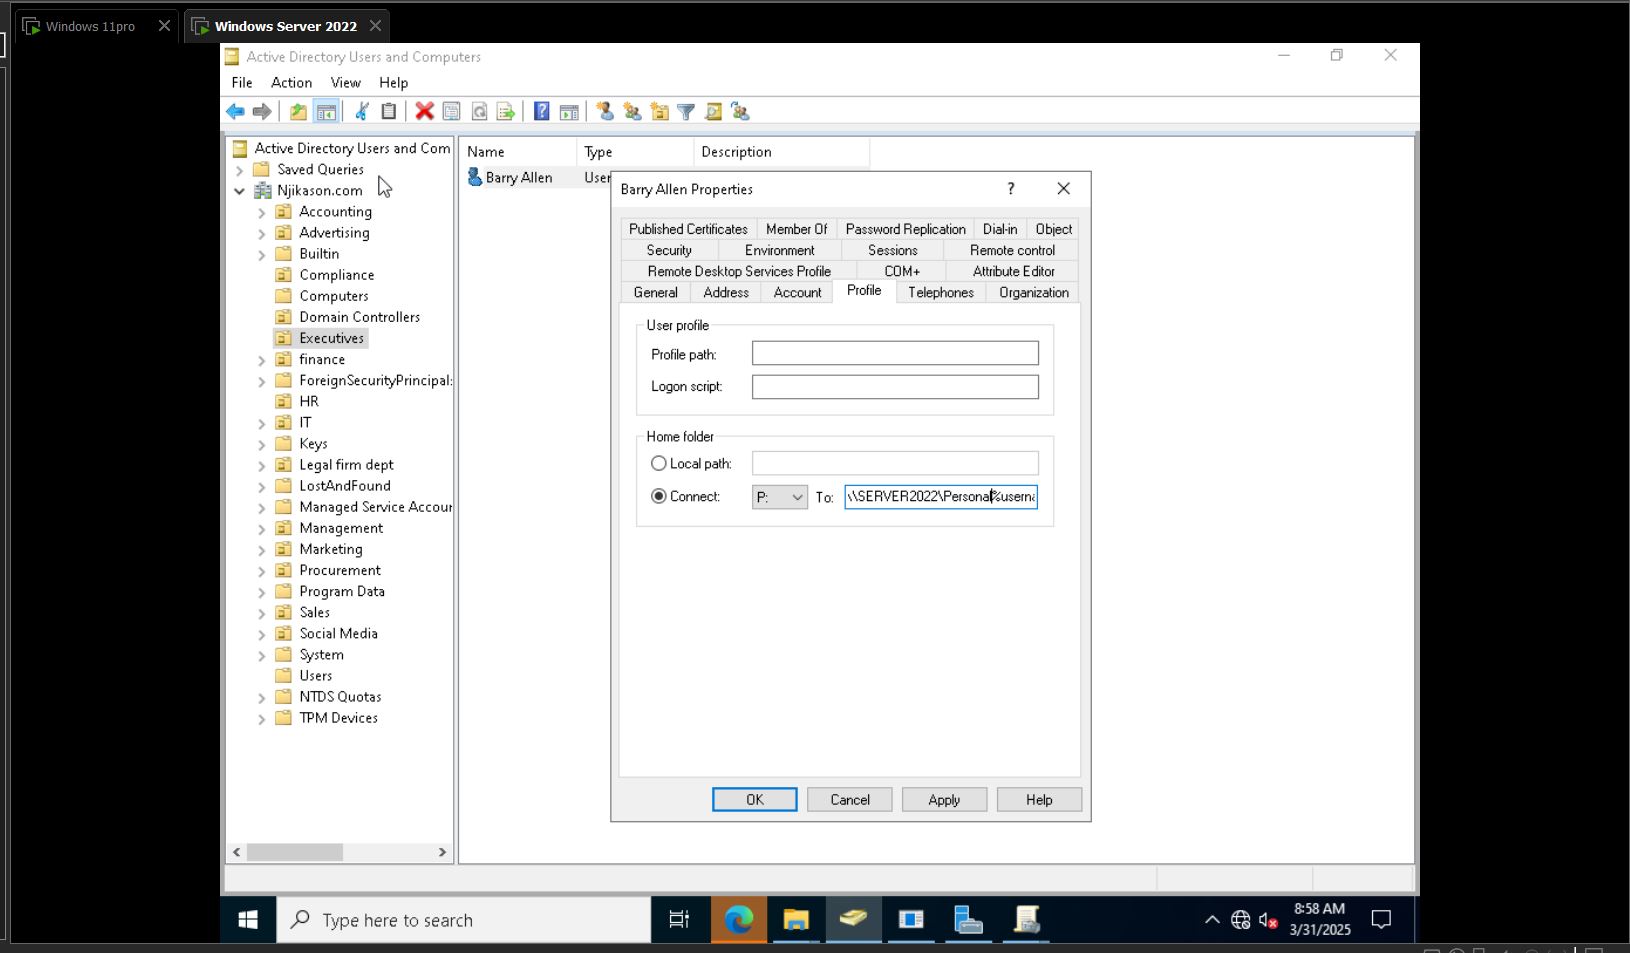 Windows 11pro
Windows Server 2022
Active Directory Users and Computers
File Action View Help
Active Directory Users and Com
Saved Queries
Njikason.com
Accounting
Advertising
Builtin
Compliance
Computers
Domain Controllers
Executives
finance
ForeignSecurityPrincipal
HR
IT
Keys
Legal firm dept
LostAndFound
Managed Service Accour
Management
Marketing
Procurement
Program Data
Sales
Social Media
System
Users
NTDS Quotas
TPM Devices
Name Type Description
Barry Allen User
Barry Allen Properties ?
Published Certificates Member Of Password Replication Dial-in Object
Security Environment Sessions Remote control
Remote Desktop Services Profile COM+ Attribute Editor
General Address Account Profile Telephones Organization
User profile
Profile path:
Logon script:
Home folder
Local path:
Connect: P: To: \\SERVER2022\Personal%userna
OK Cancel Apply Help
Type here to search
8:58 AM
3/31/2025